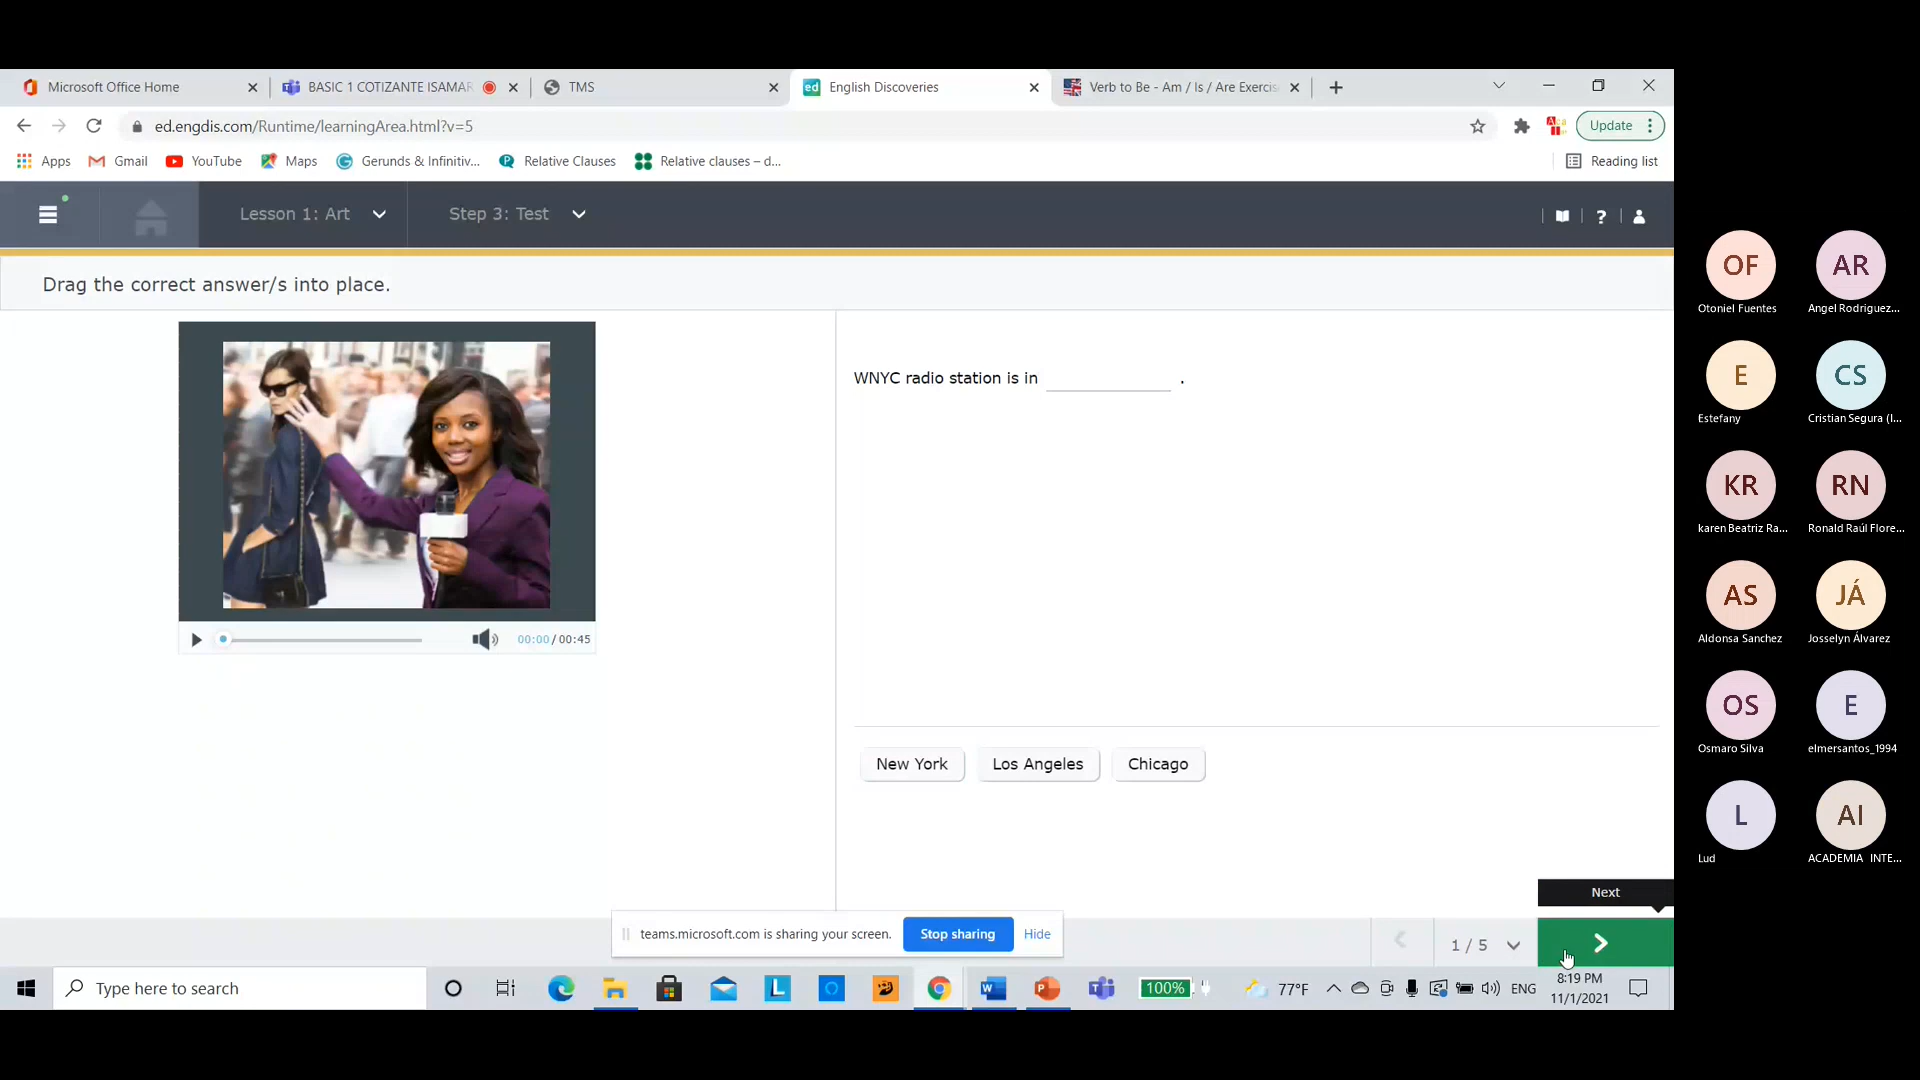 Microsoft Office Home
BASIC 1 COTIZANTE ISAMAR
TMS
ed English Discoveries
Verb to Be - Am / Is / Are Exercis
ed.engdis.com/Runtime/learningArea.html?v=5
Update
Apps
Gmail
YouTube
Maps
Gerunds & Infinitiv...
Relative Clauses
Relative clauses – d...
Reading list
Lesson 1: Art
Step 3: Test
?
Drag the correct answer/s into place.
WNYC radio station is in ____________ .
00:00 / 00:45
New York
Los Angeles
Chicago
Next
teams.microsoft.com is sharing your screen.
Stop sharing
Hide
1 / 5
Type here to search
100%
77°F
ENG
8:19 PM
11/1/2021
OF
Otoniel Fuentes
AR
Angel Rodriguez...
E
Estefany
CS
Cristian Segura (I...
KR
karen Beatriz Ra...
RN
Ronald Raúl Flore...
AS
Aldonsa Sanchez
JÁ
Josselyn Álvarez
OS
Osmaro Silva
E
elmersantos_1994
L
Lud
AI
ACADEMIA INTE...